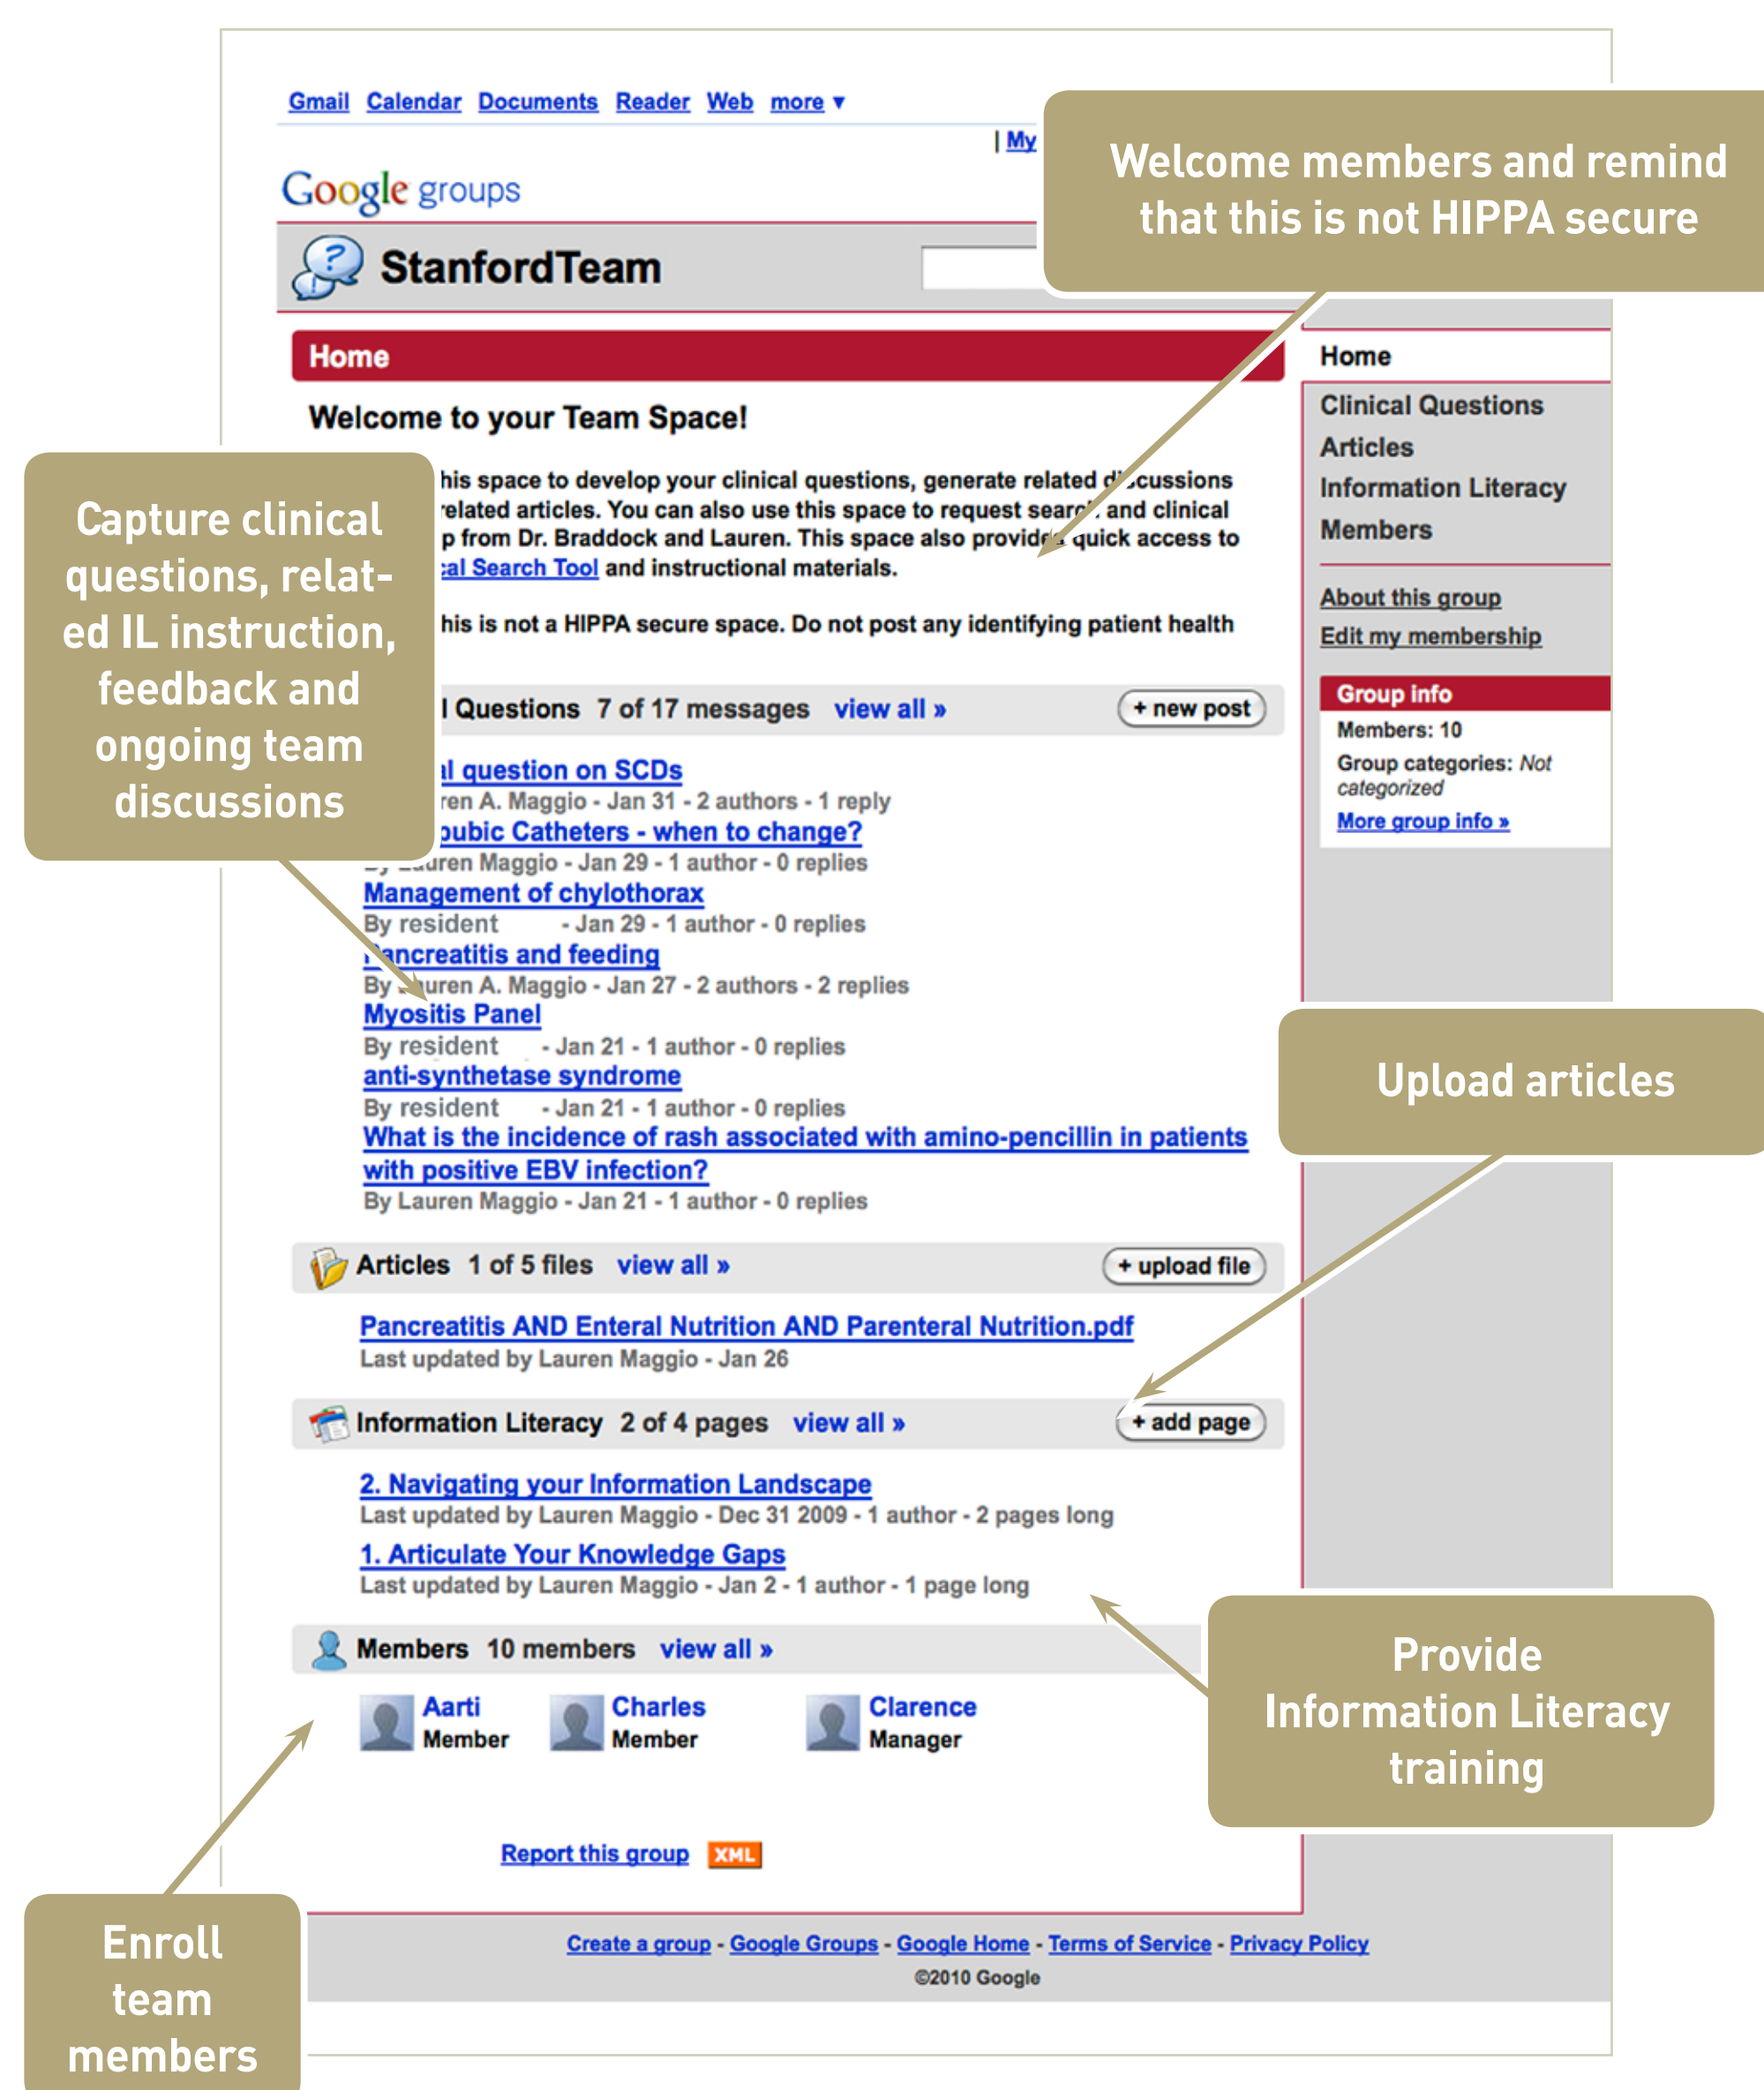 Gmail Calendar Documents Reader Web more ▼
| My
Google groups
StanfordTeam
Welcome members and remind
that this is not HIPPA secure
Home
Welcome to your Team Space!
his space to develop your clinical questions, generate related discussions
related articles. You can also use this space to request search and clinical
p from Dr. Braddock and Lauren. This space also provides quick access to
cal Search Tool and instructional materials.
his is not a HIPPA secure space. Do not post any identifying patient health
Capture clinical
questions, relat-
ed IL instruction,
feedback and
ongoing team
discussions
l Questions 7 of 17 messages view all » + new post
al question on SCDs
ren A. Maggio - Jan 31 - 2 authors - 1 reply
pubic Catheters - when to change?
By Lauren Maggio - Jan 29 - 1 author - 0 replies
Management of chylothorax
By resident - Jan 29 - 1 author - 0 replies
Pancreatitis and feeding
By Lauren A. Maggio - Jan 27 - 2 authors - 2 replies
Myositis Panel
By resident - Jan 21 - 1 author - 0 replies
anti-synthetase syndrome
By resident - Jan 21 - 1 author - 0 replies
What is the incidence of rash associated with amino-pencillin in patients
with positive EBV infection?
By Lauren Maggio - Jan 21 - 1 author - 0 replies
Articles 1 of 5 files view all » + upload file
Pancreatitis AND Enteral Nutrition AND Parenteral Nutrition.pdf
Last updated by Lauren Maggio - Jan 26
Information Literacy 2 of 4 pages view all » + add page
2. Navigating your Information Landscape
Last updated by Lauren Maggio - Dec 31 2009 - 1 author - 2 pages long
1. Articulate Your Knowledge Gaps
Last updated by Lauren Maggio - Jan 2 - 1 author - 1 page long
Members 10 members view all »
Aarti
Member
Charles
Member
Clarence
Manager
Report this group XML
Home
Clinical Questions
Articles
Information Literacy
Members
About this group
Edit my membership
Group info
Members: 10
Group categories: Not
categorized
More group info »
Upload articles
Provide
Information Literacy
training
Enroll
team
members
Create a group - Google Groups - Google Home - Terms of Service - Privacy Policy
©2010 Google